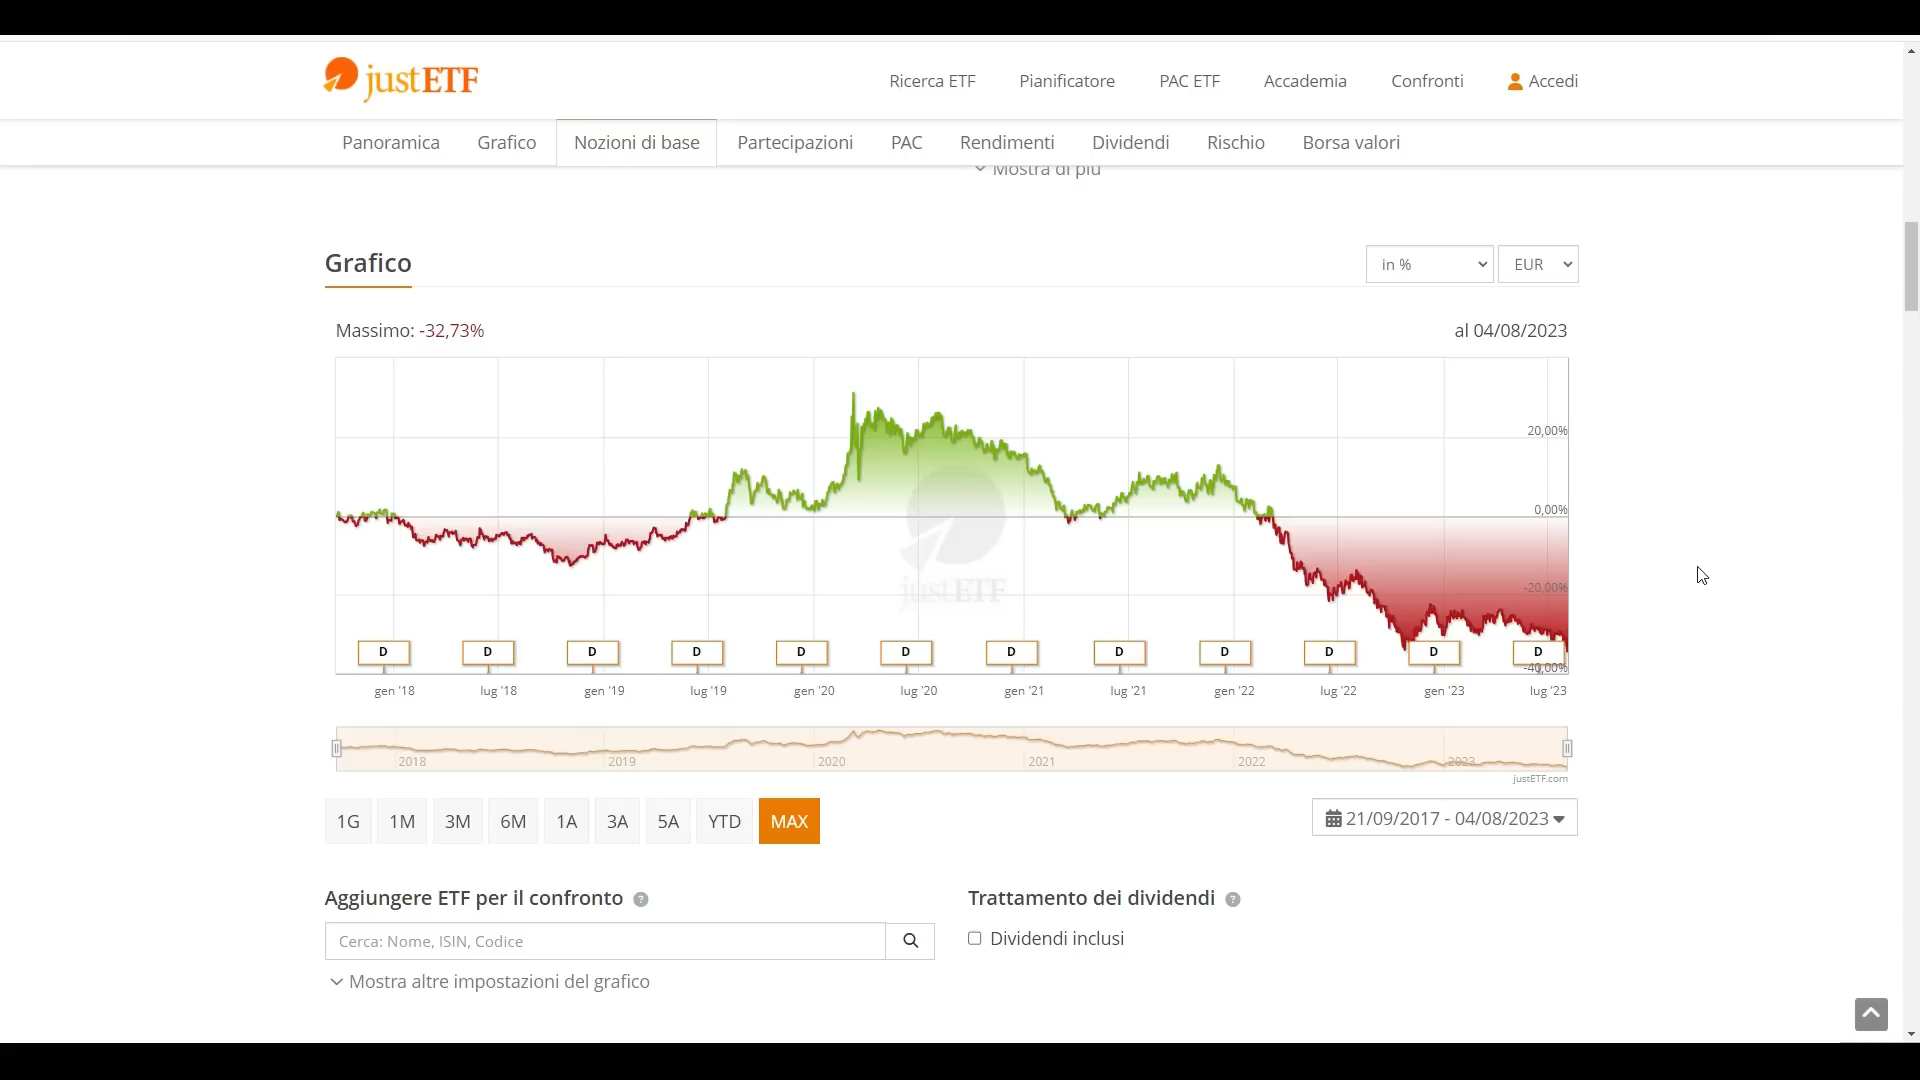 justETF
Ricerca ETF Pianificatore PAC ETF Accademia Confronti Accedi
Panoramica Grafico Nozioni di base Partecipazioni PAC Rendimenti Dividendi Rischio Borsa valori
Mostra di più
Grafico
in % EUR
Massimo: -32,73% al 04/08/2023
20,00%
0,00%
-20,00%
-40,00%
justETF
D D D D D D D D D D D D
gen '18 lug '18 gen '19 lug '19 gen '20 lug '20 gen '21 lug '21 gen '22 lug '22 gen '23 lug '23
2018 2019 2020 2021 2022 2023
justETF.com
1G 1M 3M 6M 1A 3A 5A YTD MAX
21/09/2017 - 04/08/2023
Aggiungere ETF per il confronto ?
Trattamento dei dividendi ?
Cerca: Nome, ISIN, Codice
Dividendi inclusi
Mostra altre impostazioni del grafico